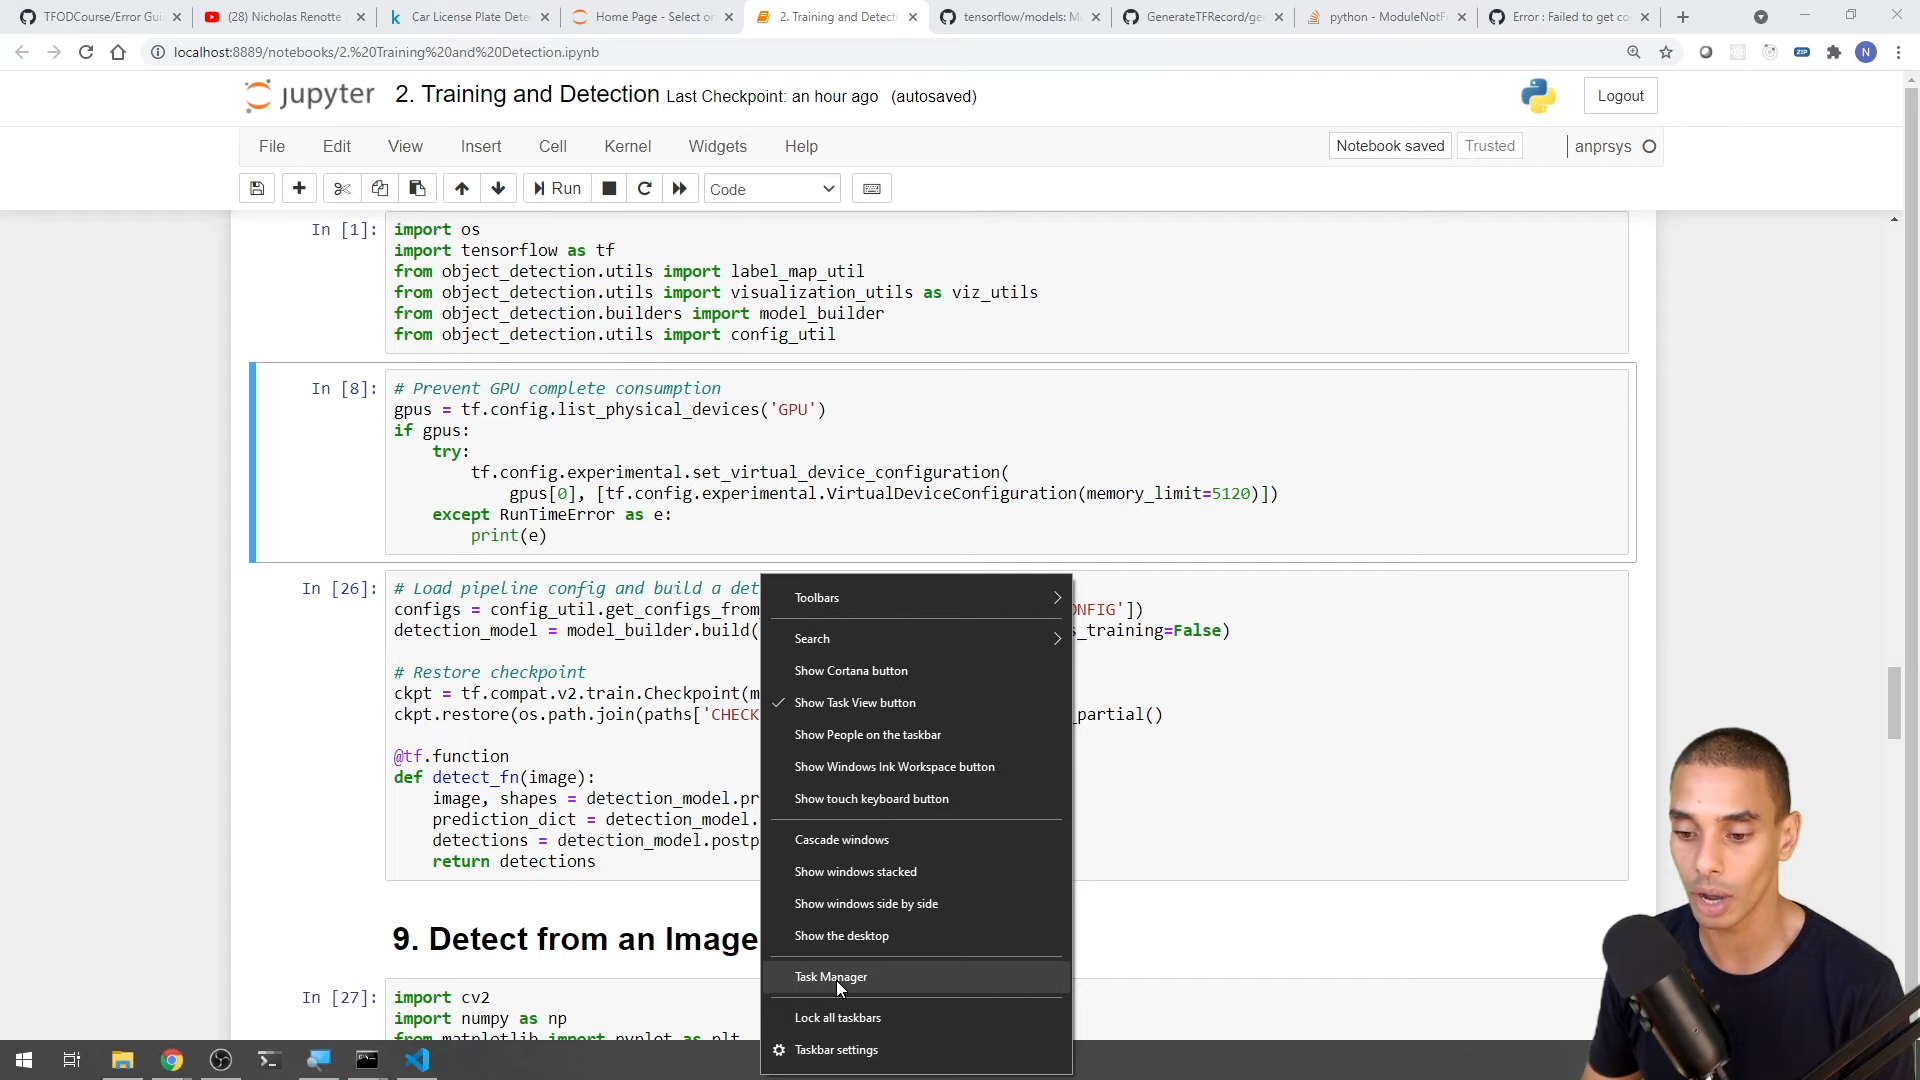 TFODCourse/Error Gui
(28) Nicholas Renotte
Car License Plate Dete
Home Page - Select or
2. Training and Detecti
tensorflow/models: M
GenerateTFRecord/ge
python - ModuleNotF
Error : Failed to get co
localhost:8889/notebooks/2.%20Training%20and%20Detection.ipynb
ZIP
N
jupyter 2. Training and Detection Last Checkpoint: an hour ago (autosaved)
Logout
File Edit View Insert Cell Kernel Widgets Help
Notebook saved Trusted anprsys
Run Code
In [1]: import os
import tensorflow as tf
from object_detection.utils import label_map_util
from object_detection.utils import visualization_utils as viz_utils
from object_detection.builders import model_builder
from object_detection.utils import config_util
In [8]: # Prevent GPU complete consumption
gpus = tf.config.list_physical_devices('GPU')
if gpus:
try:
tf.config.experimental.set_virtual_device_configuration(
gpus[0], [tf.config.experimental.VirtualDeviceConfiguration(memory_limit=5120)])
except RunTimeError as e:
print(e)
In [26]: # Load pipeline config and build a det
configs = config_util.get_configs_from ONFIG'])
detection_model = model_builder.build( s_training=False)
# Restore checkpoint
ckpt = tf.compat.v2.train.Checkpoint(m
ckpt.restore(os.path.join(paths['CHECK _partial()
@tf.function
def detect_fn(image):
image, shapes = detection_model.pr
prediction_dict = detection_model.
detections = detection_model.postp
return detections
9. Detect from an Image
In [27]: import cv2
import numpy as np
from matplotlib import pyplot as plt
Toolbars
Search
Show Cortana button
Show Task View button
Show People on the taskbar
Show Windows Ink Workspace button
Show touch keyboard button
Cascade windows
Show windows stacked
Show windows side by side
Show the desktop
Task Manager
Lock all taskbars
Taskbar settings